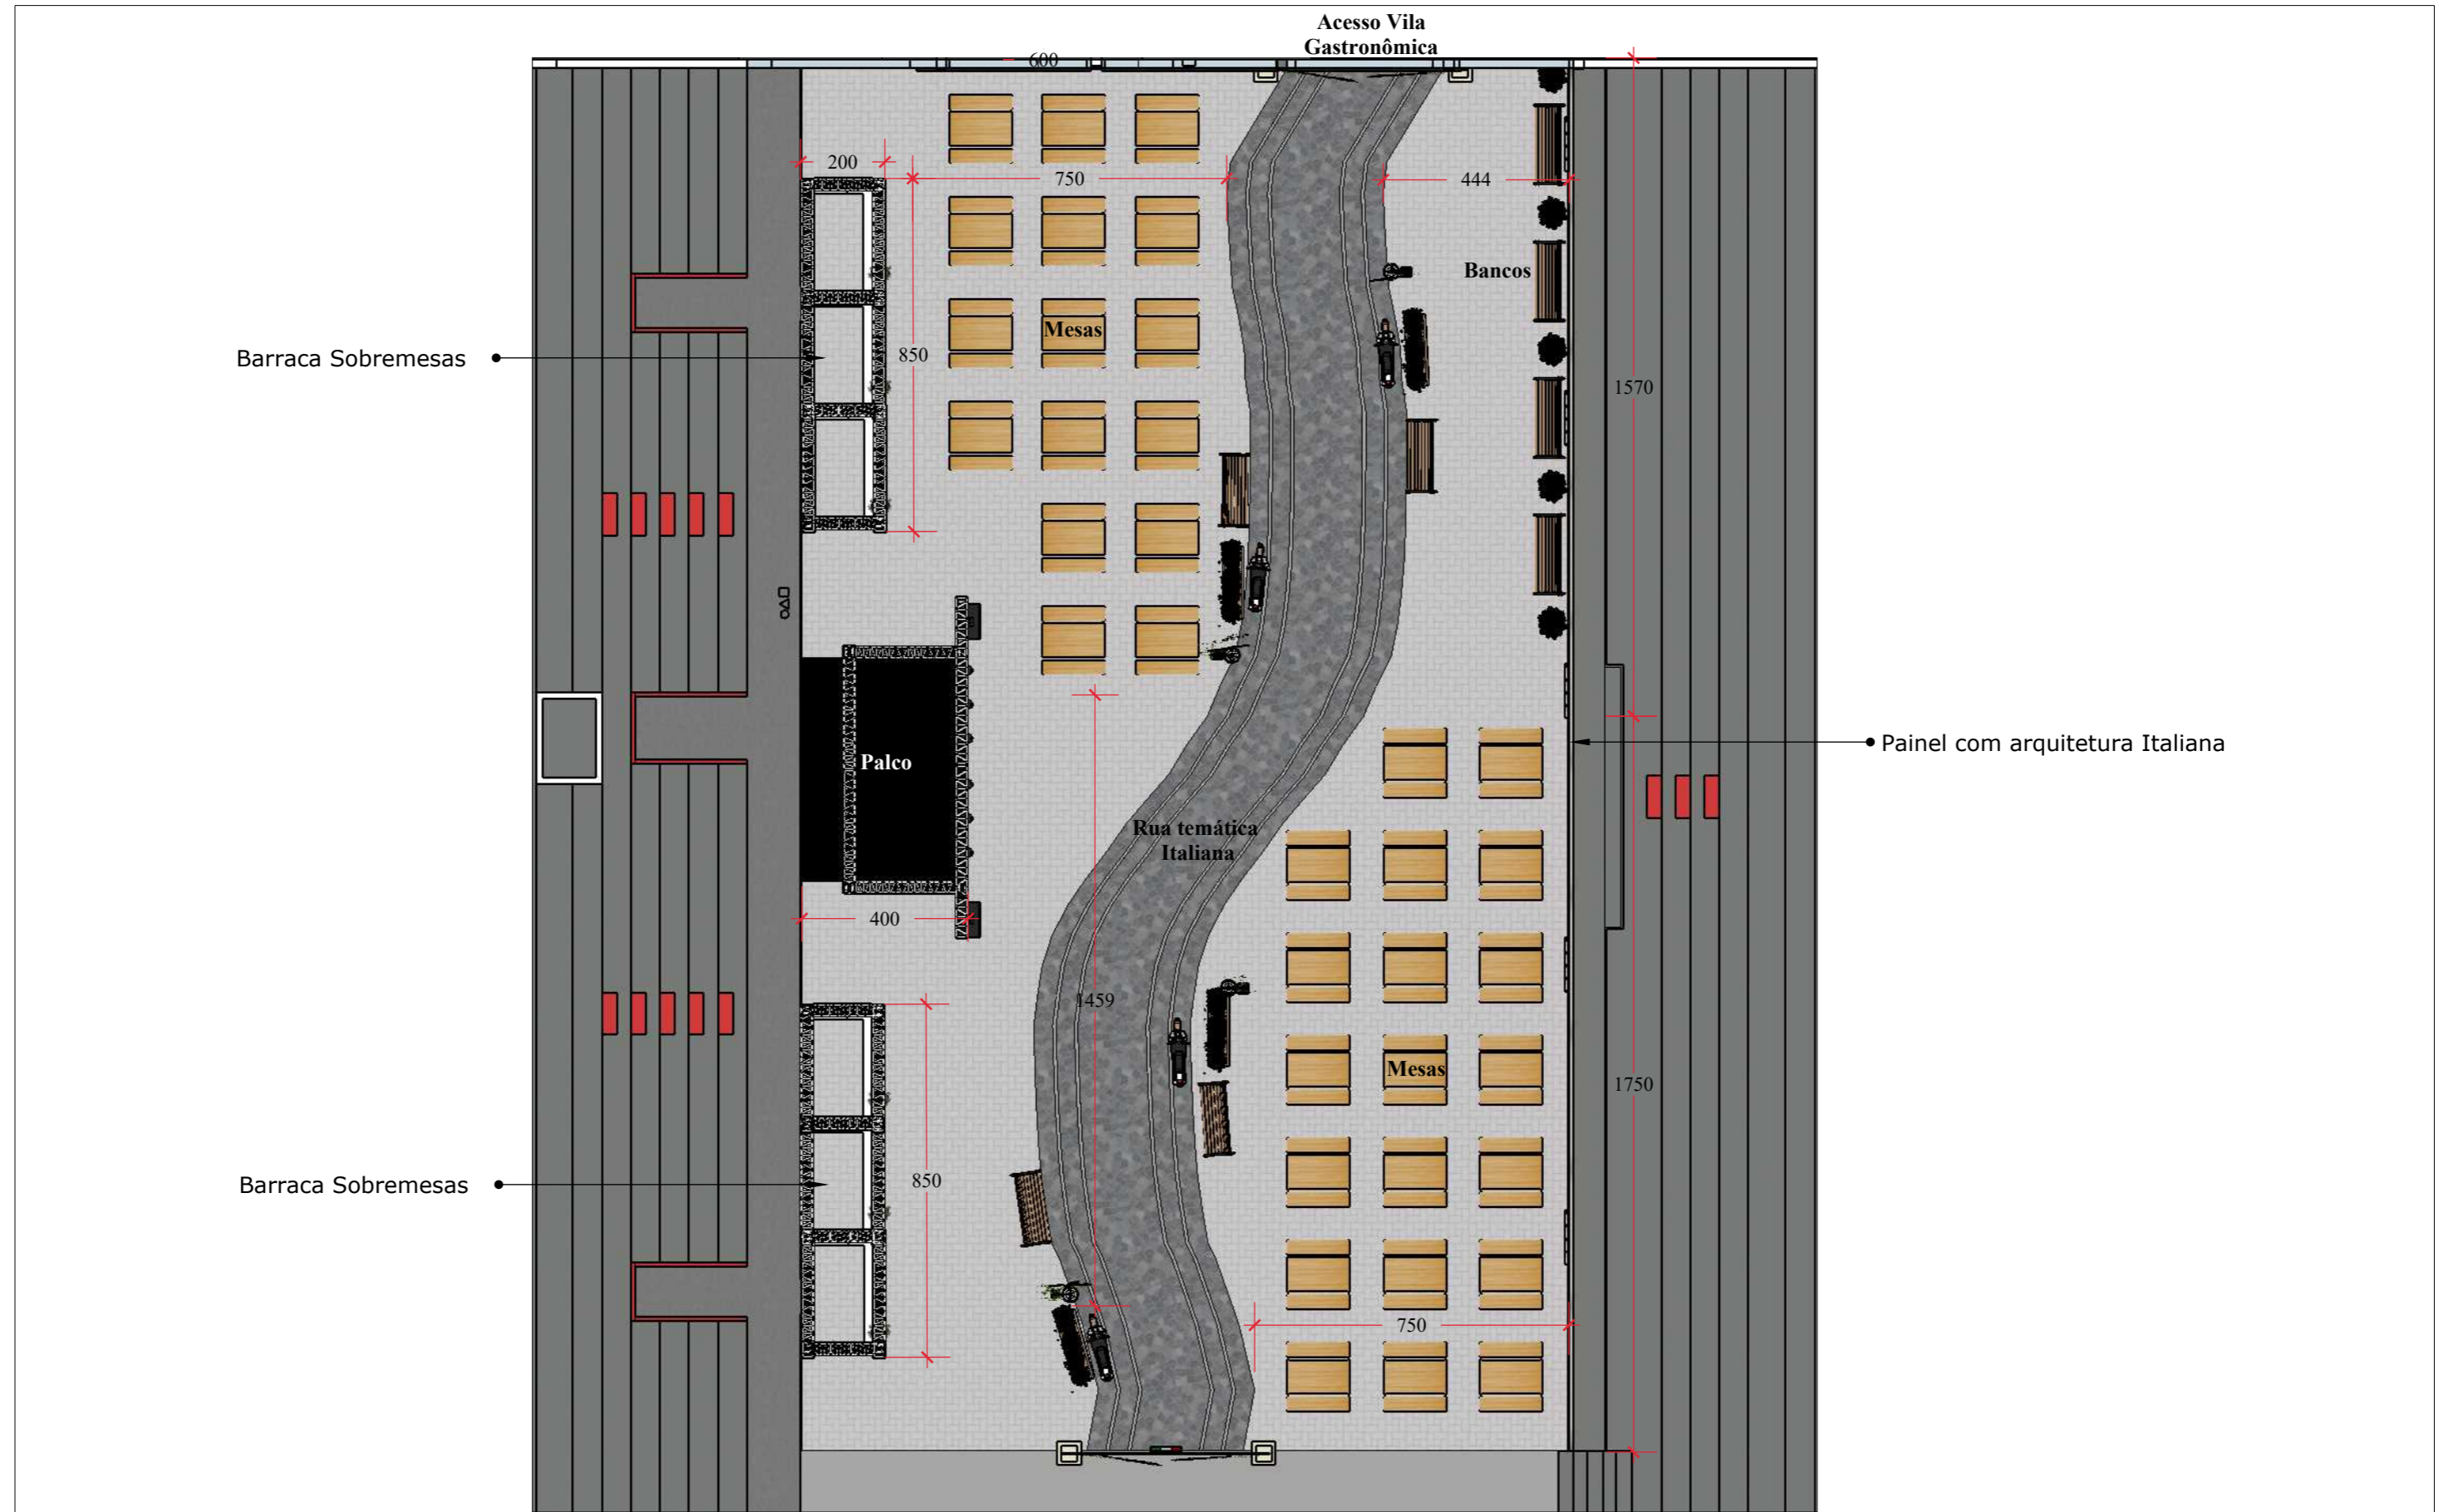 Acesso Vila
Gastronômica
600
200
750
444
Bancos
Mesas
850
Barraca Sobremesas
1570
Palco
Painel com arquitetura Italiana
Rua temática
Italiana
400
1459
Mesas
1750
850
Barraca Sobremesas
750